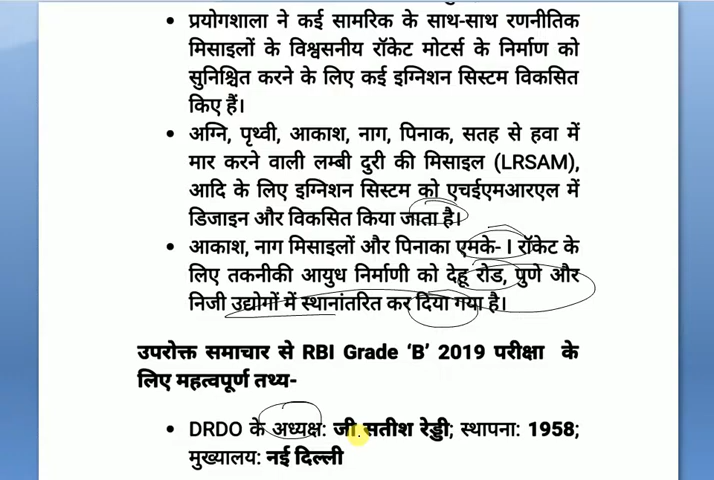 प्रयोगशाला ने कई सामरिक के साथ-साथ रणनीतिक
मिसाइलों के विश्वसनीय रॉकेट मोटर्स के निर्माण को
सुनिश्चित करने के लिए कई इग्निशन सिस्टम विकसित
किए हैं।
अग्नि, पृथ्वी, आकाश, नाग, पिनाक, सतह से हवा में
मार करने वाली लम्बी दुरी की मिसाइल (LRSAM),
आदि के लिए इग्निशन सिस्टम को एचईएमआरएल में
डिजाइन और विकसित किया जाता है।
आकाश, नाग मिसाइलों और पिनाका एमके- I रॉकेट के
लिए तकनीकी आयुध निर्माणी को देहू रोड, पुणे और
निजी उद्योगों में स्थानांतरित कर दिया गया है।
उपरोक्त समाचार से RBI Grade ‘B’ 2019 परीक्षा के
लिए महत्वपूर्ण तथ्य-
DRDO के अध्यक्ष: जी सतीश रेड्डी; स्थापना: 1958;
मुख्यालय: नई दिल्ली